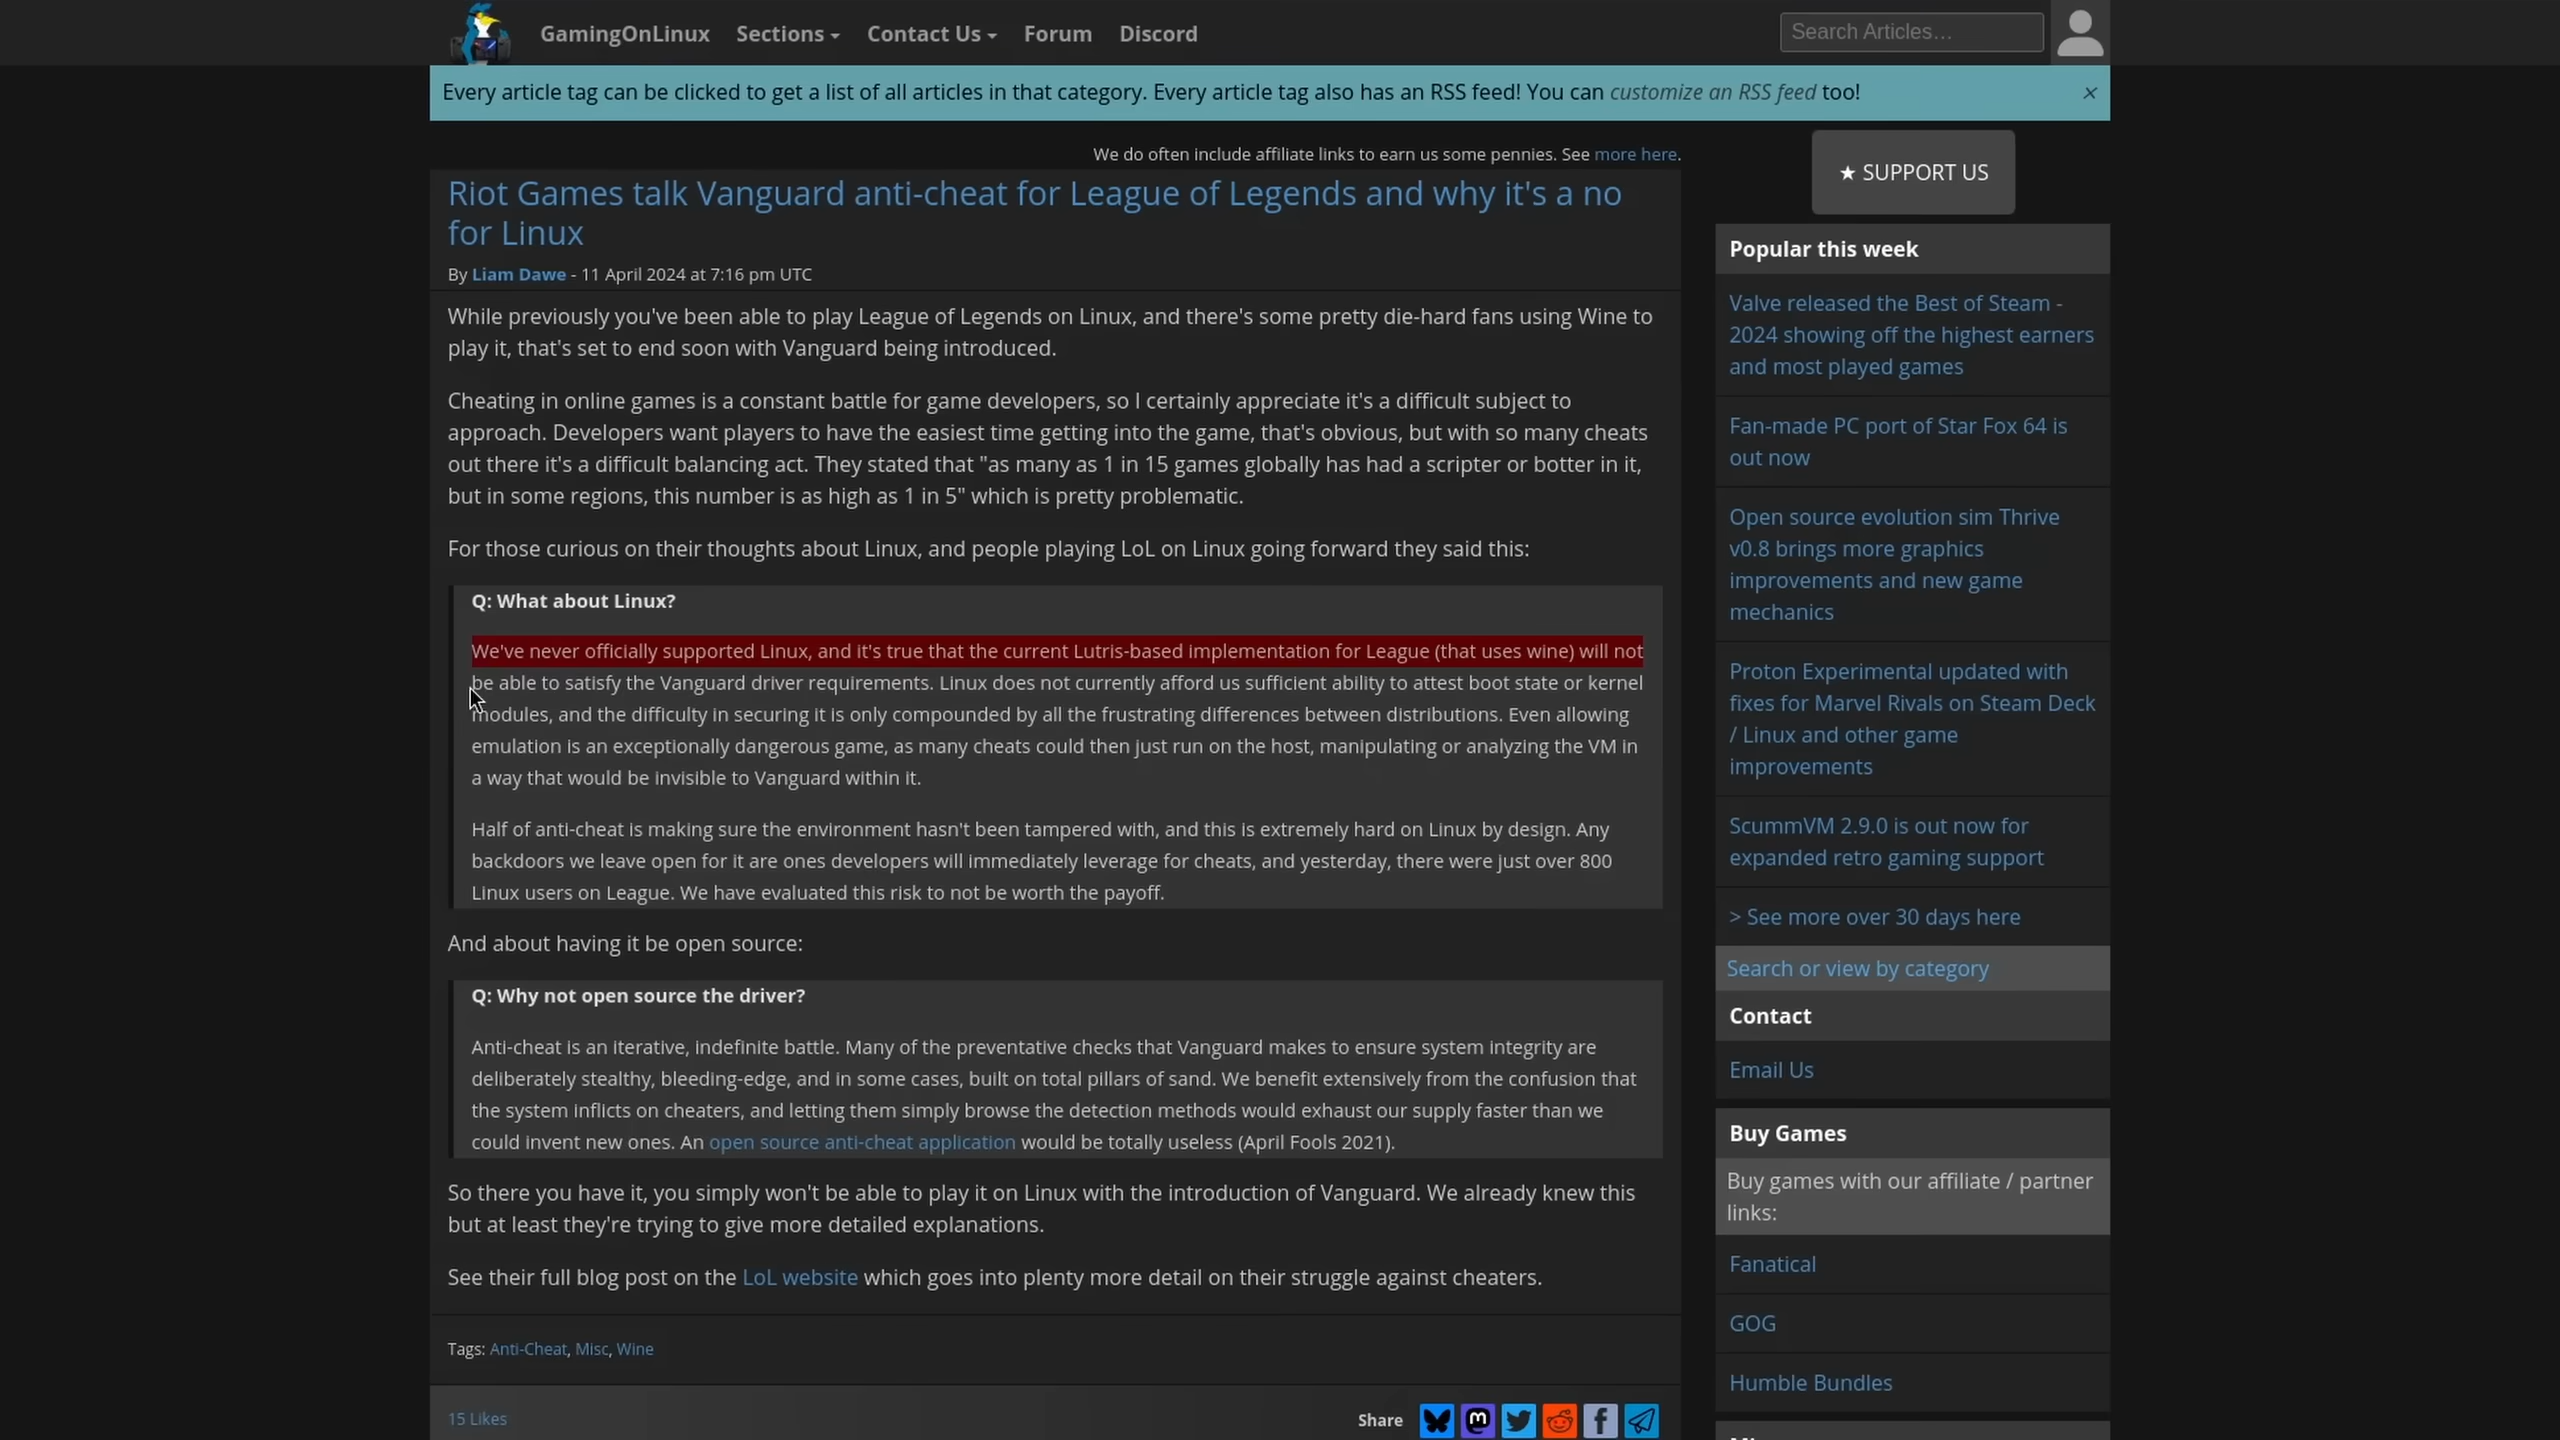 GamingOnLinux Sections Contact Us Forum Discord Search Articles...
Every article tag can be clicked to get a list of all articles in that category. Every article tag also has an RSS feed! You can customize an RSS feed too! ×
We do often include affiliate links to earn us some pennies. See more here.
Riot Games talk Vanguard anti-cheat for League of Legends and why it's a no
for Linux
By Liam Dawe - 11 April 2024 at 7:16 pm UTC
While previously you've been able to play League of Legends on Linux, and there's some pretty die-hard fans using Wine to
play it, that's set to end soon with Vanguard being introduced.
Cheating in online games is a constant battle for game developers, so I certainly appreciate it's a difficult subject to
approach. Developers want players to have the easiest time getting into the game, that's obvious, but with so many cheats
out there it's a difficult balancing act. They stated that "as many as 1 in 15 games globally has had a scripter or botter in it,
but in some regions, this number is as high as 1 in 5" which is pretty problematic.
For those curious on their thoughts about Linux, and people playing LoL on Linux going forward they said this:
Q: What about Linux?
We've never officially supported Linux, and it's true that the current Lutris-based implementation for League (that uses wine) will not
be able to satisfy the Vanguard driver requirements. Linux does not currently afford us sufficient ability to attest boot state or kernel
modules, and the difficulty in securing it is only compounded by all the frustrating differences between distributions. Even allowing
emulation is an exceptionally dangerous game, as many cheats could then just run on the host, manipulating or analyzing the VM in
a way that would be invisible to Vanguard within it.
Half of anti-cheat is making sure the environment hasn't been tampered with, and this is extremely hard on Linux by design. Any
backdoors we leave open for it are ones developers will immediately leverage for cheats, and yesterday, there were just over 800
Linux users on League. We have evaluated this risk to not be worth the payoff.
And about having it be open source:
Q: Why not open source the driver?
Anti-cheat is an iterative, indefinite battle. Many of the preventative checks that Vanguard makes to ensure system integrity are
deliberately stealthy, bleeding-edge, and in some cases, built on total pillars of sand. We benefit extensively from the confusion that
the system inflicts on cheaters, and letting them simply browse the detection methods would exhaust our supply faster than we
could invent new ones. An open source anti-cheat application would be totally useless (April Fools 2021).
So there you have it, you simply won't be able to play it on Linux with the introduction of Vanguard. We already knew this
but at least they're trying to give more detailed explanations.
See their full blog post on the LoL website which goes into plenty more detail on their struggle against cheaters.
Tags: Anti-Cheat, Misc, Wine
15 Likes
Share
★ SUPPORT US
Popular this week
Valve released the Best of Steam -
2024 showing off the highest earners
and most played games
Fan-made PC port of Star Fox 64 is
out now
Open source evolution sim Thrive
v0.8 brings more graphics
improvements and new game
mechanics
Proton Experimental updated with
fixes for Marvel Rivals on Steam Deck
/ Linux and other game
improvements
ScummVM 2.9.0 is out now for
expanded retro gaming support
> See more over 30 days here
Search or view by category
Contact
Email Us
Buy Games
Buy games with our affiliate / partner
links:
Fanatical
GOG
Humble Bundles